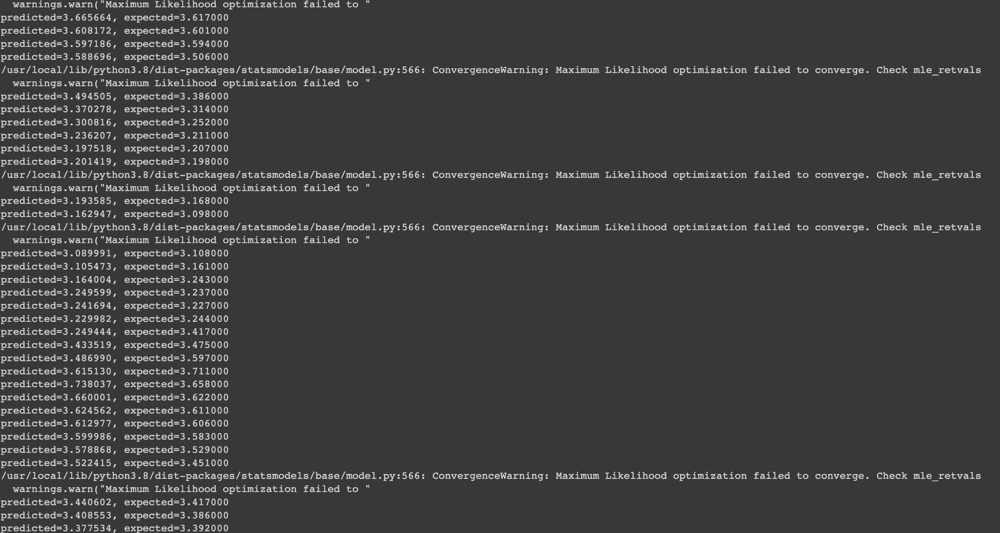 warnings.warn("Maximum Likelihood optimization failed to "
predicted=3.665664, expected=3.617000
predicted=3.608172, expected=3.601000
predicted=3.597186, expected=3.594000
predicted=3.588696, expected=3.506000
/usr/local/lib/python3.8/dist-packages/statsmodels/base/model.py:566: ConvergenceWarning: Maximum Likelihood optimization failed to converge. Check mle_retvals
warnings.warn("Maximum Likelihood optimization failed to "
predicted=3.494505, expected=3.386000
predicted=3.370278, expected=3.314000
predicted=3.300816, expected=3.252000
predicted=3.236207, expected=3.211000
predicted=3.197518, expected=3.207000
predicted=3.201419, expected=3.198000
/usr/local/lib/python3.8/dist-packages/statsmodels/base/model.py:566: ConvergenceWarning: Maximum Likelihood optimization failed to converge. Check mle_retvals
warnings.warn("Maximum Likelihood optimization failed to "
predicted=3.193585, expected=3.168000
predicted=3.162947, expected=3.098000
/usr/local/lib/python3.8/dist-packages/statsmodels/base/model.py:566: ConvergenceWarning: Maximum Likelihood optimization failed to converge. Check mle_retvals
warnings.warn("Maximum Likelihood optimization failed to "
predicted=3.089991, expected=3.108000
predicted=3.105473, expected=3.161000
predicted=3.164004, expected=3.243000
predicted=3.249599, expected=3.237000
predicted=3.241694, expected=3.227000
predicted=3.229982, expected=3.244000
predicted=3.249444, expected=3.417000
predicted=3.433519, expected=3.475000
predicted=3.486990, expected=3.597000
predicted=3.615130, expected=3.711000
predicted=3.738037, expected=3.658000
predicted=3.660001, expected=3.622000
predicted=3.624562, expected=3.611000
predicted=3.612977, expected=3.606000
predicted=3.599986, expected=3.583000
predicted=3.578868, expected=3.529000
predicted=3.522415, expected=3.451000
/usr/local/lib/python3.8/dist-packages/statsmodels/base/model.py:566: ConvergenceWarning: Maximum Likelihood optimization failed to converge. Check mle_retvals
warnings.warn("Maximum Likelihood optimization failed to "
predicted=3.440602, expected=3.417000
predicted=3.408553, expected=3.386000
predicted=3.377534, expected=3.392000